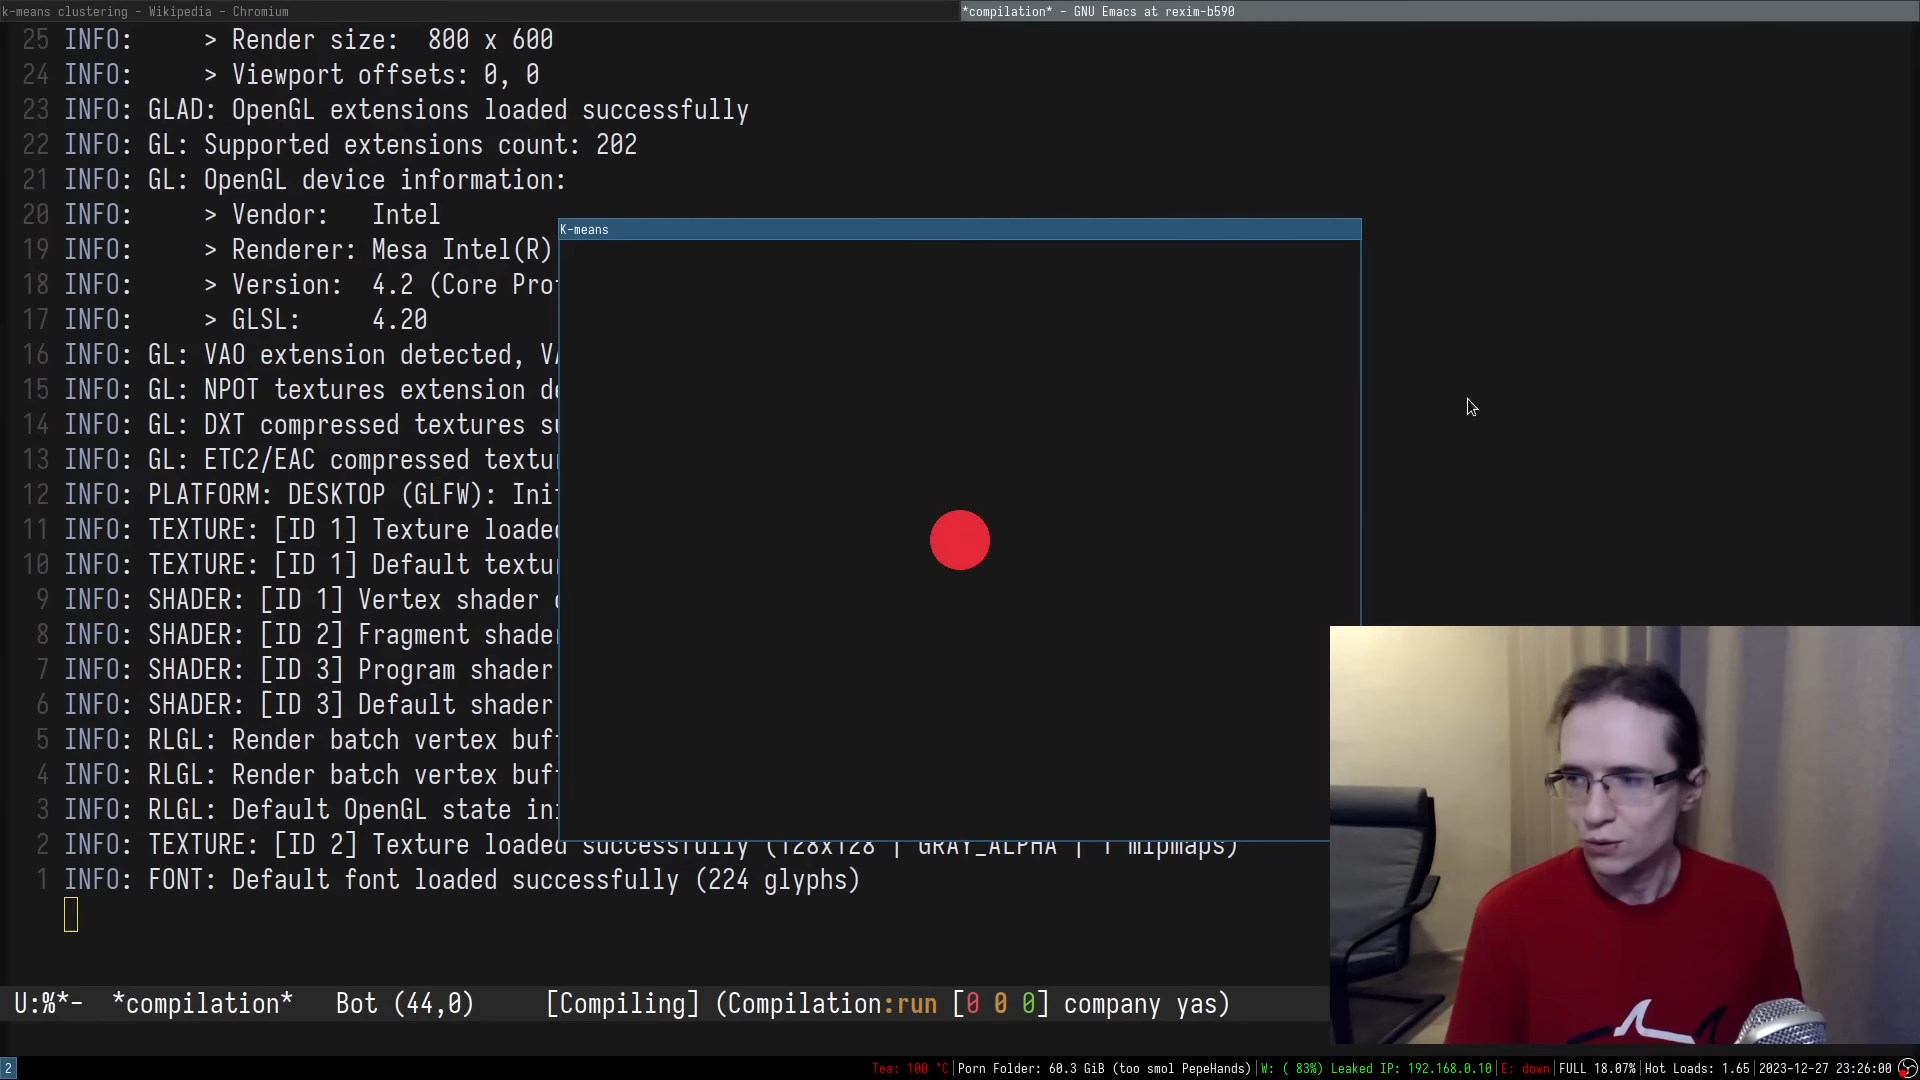 k-means clustering - Wikipedia - Chromium
*compilation* - GNU Emacs at rexim-b590
25 INFO:     > Render size:  800 x 600
24 INFO:     > Viewport offsets: 0, 0
23 INFO: GLAD: OpenGL extensions loaded successfully
22 INFO: GL: Supported extensions count: 202
21 INFO: GL: OpenGL device information:
20 INFO:     > Vendor:   Intel
19 INFO:     > Renderer: Mesa Intel(R)
18 INFO:     > Version:  4.2 (Core Pro
17 INFO:     > GLSL:     4.20
16 INFO: GL: VAO extension detected, V
15 INFO: GL: NPOT textures extension de
14 INFO: GL: DXT compressed textures su
13 INFO: GL: ETC2/EAC compressed textur
12 INFO: PLATFORM: DESKTOP (GLFW): Init
11 INFO: TEXTURE: [ID 1] Texture loaded
10 INFO: TEXTURE: [ID 1] Default textur
9 INFO: SHADER: [ID 1] Vertex shader
8 INFO: SHADER: [ID 2] Fragment shader
7 INFO: SHADER: [ID 3] Program shader
6 INFO: SHADER: [ID 3] Default shader
5 INFO: RLGL: Render batch vertex buf
4 INFO: RLGL: Render batch vertex buf
3 INFO: RLGL: Default OpenGL state in
2 INFO: TEXTURE: [ID 2] Texture loaded successfully (128x128 | GRAY_ALPHA | 1 mipmaps)
1 INFO: FONT: Default font loaded successfully (224 glyphs)
K-means
U:%*-  *compilation*   Bot (44,0)     [Compiling] (Compilation:run [0 0 0] company yas)
2
Tea: 100 °C|Porn Folder: 60.3 GiB (too smol PepeHands)|W: ( 83%) Leaked IP: 192.168.0.10|E: down|FULL 18.07%|Hot Loads: 1.65|2023-12-27 23:26:00